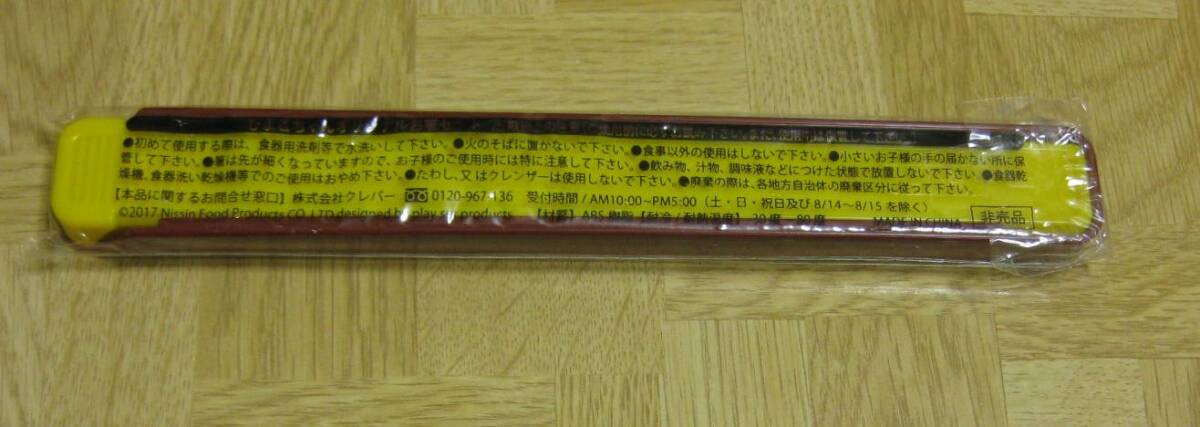 ●初めて使用する際は、食器用洗剤等で水洗いして下さい。●火のそばに置かないで下さい。●食事以外の使用はしないで下さい。●小さいお子様の手の届かない所に保
管して下さい。●箸は先が細くなっていますので、お子様のご使用時には特に注意して下さい。●飲み物、汁物、調味液などにつけた状態で放置しないで下さい。●食器乾
燥機、食器洗い乾燥機等でのご使用はおやめ下さい。●たわし、又はクレンザーは使用しないで下さい。●廃棄の際は、各地方自治体の廃棄区分に従って下さい。
【本品に関するお問合せ窓口】株式会社クレバー 0120-967-136 受付時間/AM10:00~PM5:00(土・日・祝日及び 8/14~8/15を除く)
©2017 Nissin Food Products CO.,LTD designed by play set products 【材質】ABS樹脂【耐冷/耐熱温度】 MADE IN CHINA 非売品